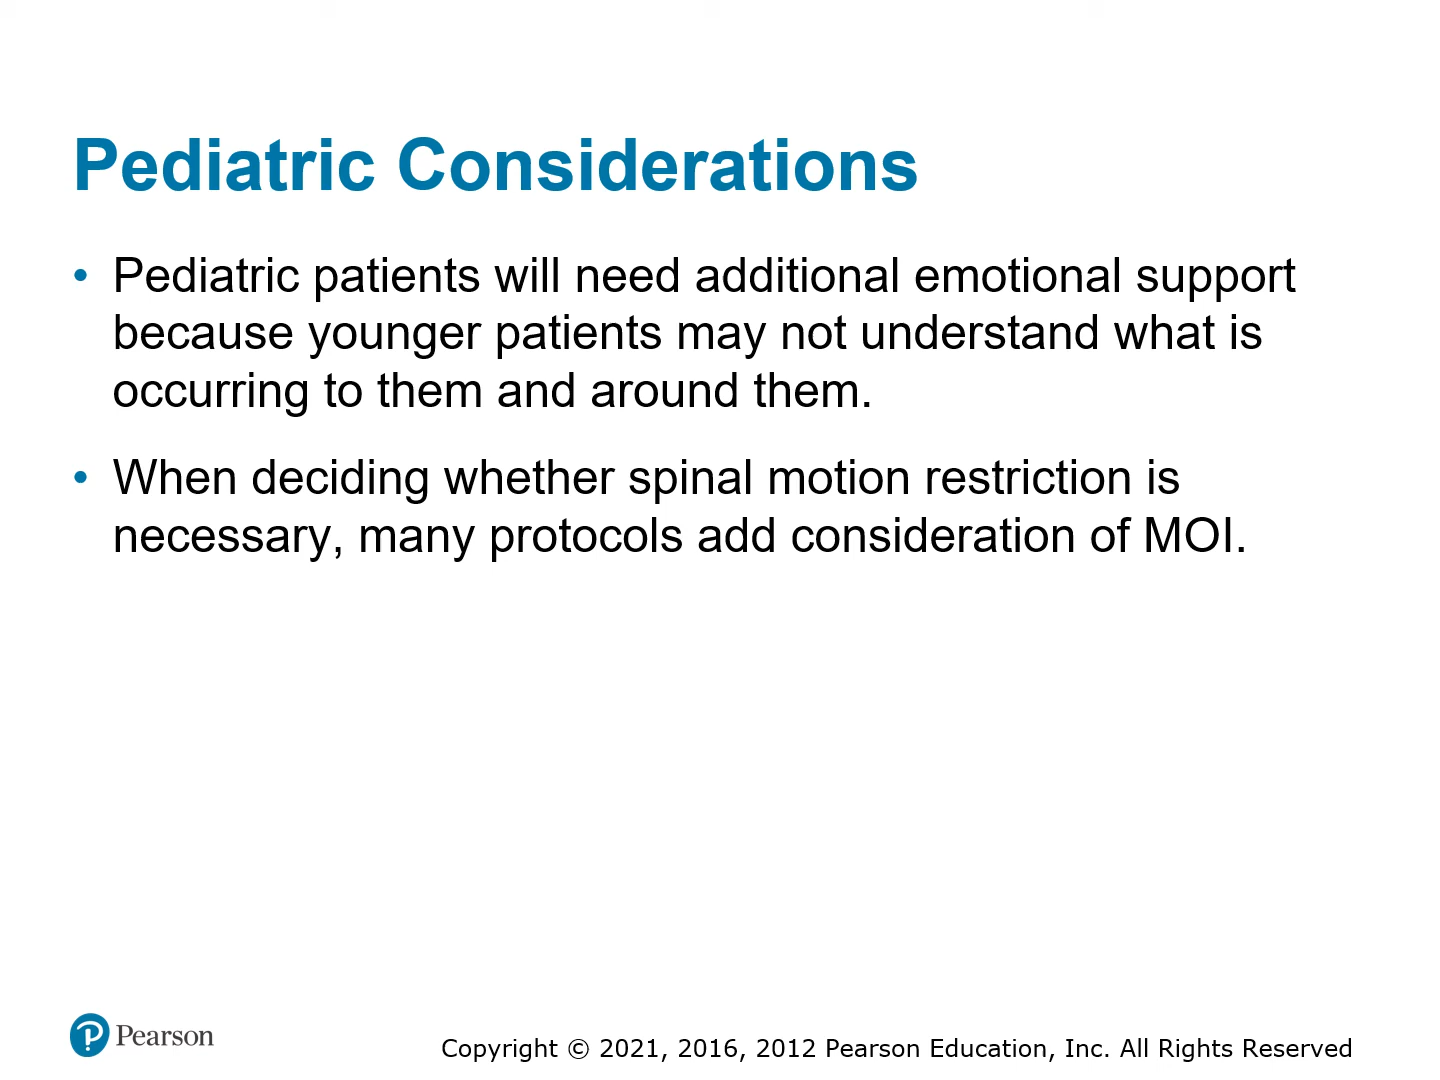 Pediatric Considerations
• Pediatric patients will need additional emotional support
because younger patients may not understand what is
occurring to them and around them.
• When deciding whether spinal motion restriction is
necessary, many protocols add consideration of MOI.
Pearson
Copyright © 2021, 2016, 2012 Pearson Education, Inc. All Rights Reserved